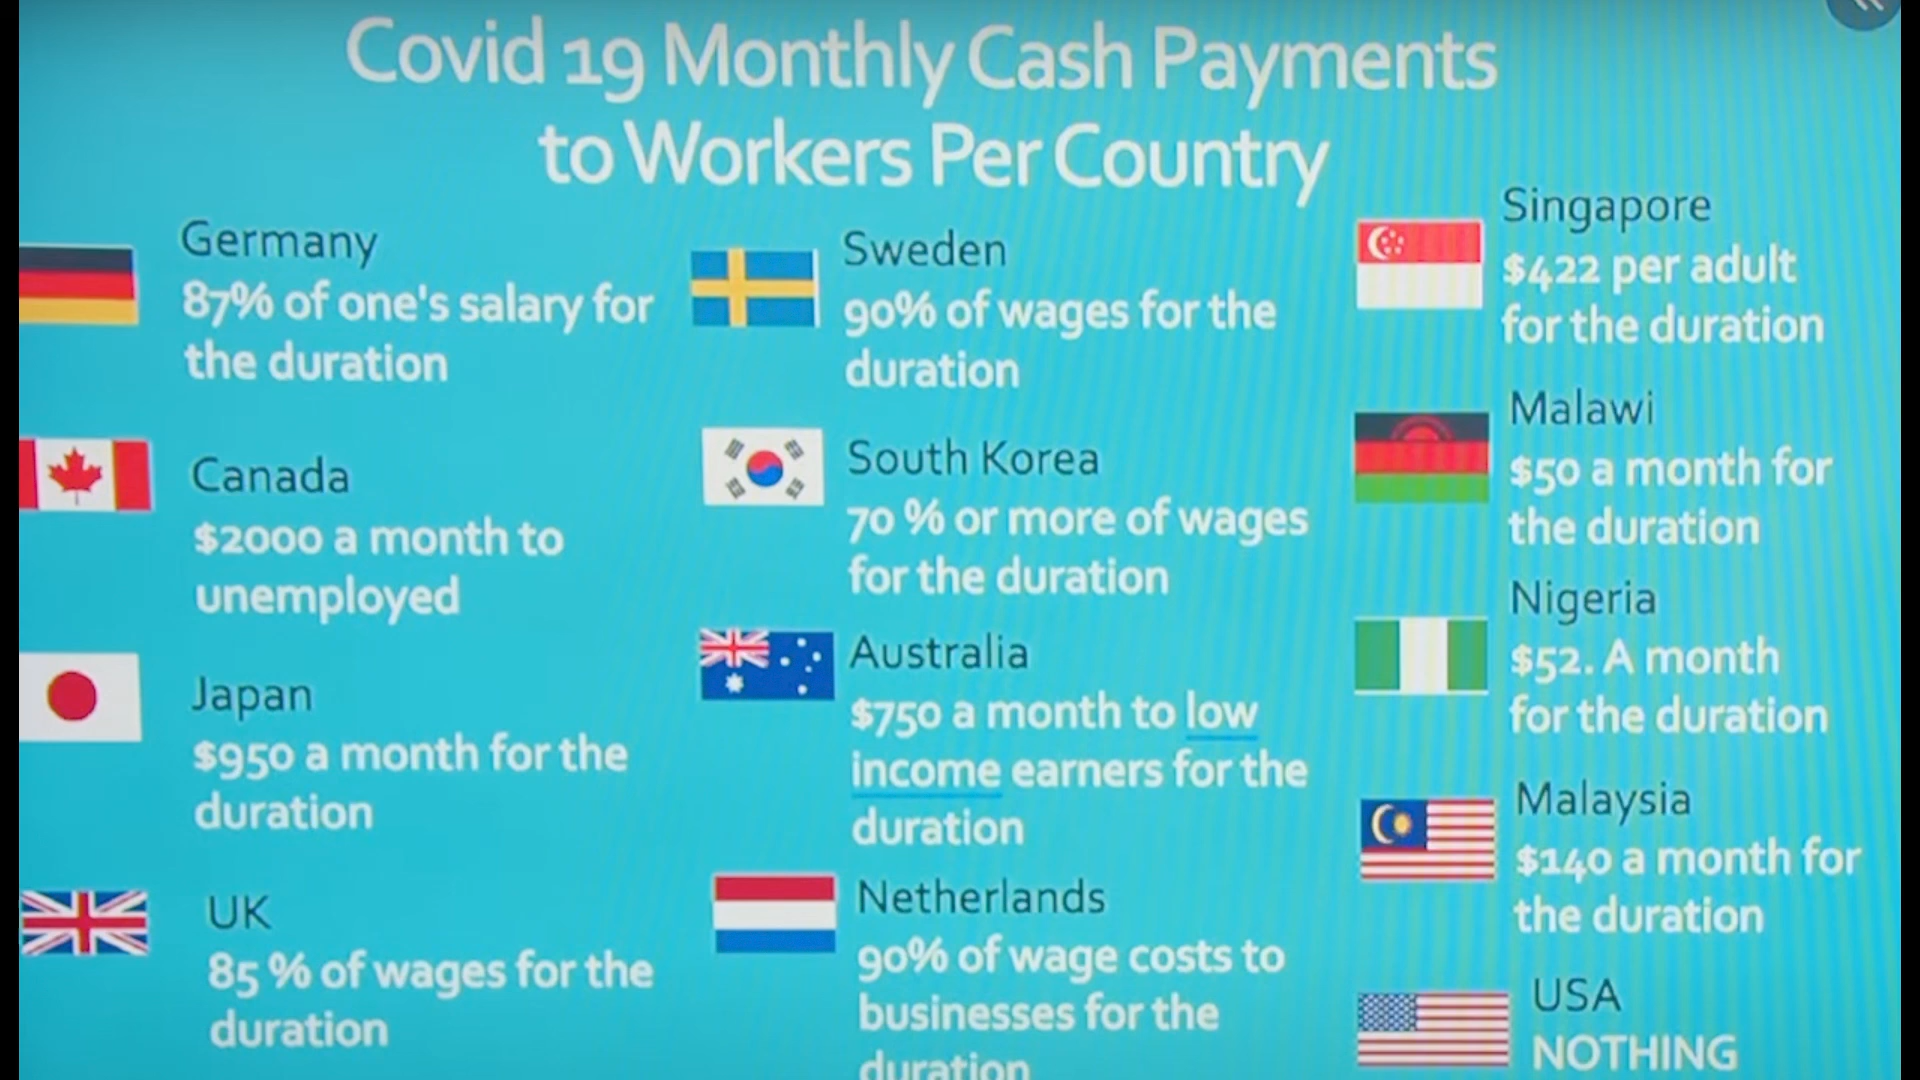 Covid 19 Monthly Cash Payments
to Workers Per Country
Germany
87% of one's salary for
the duration
Canada
$2000 a month to
unemployed
Japan
$950 a month for the
duration
UK
85 % of wages for the
duration
Sweden
90% of wages for the
duration
South Korea
70 % or more of wages
for the duration
Australia
$750 a month to low
income earners for the
duration
Netherlands
90% of wage costs to
businesses for the
duration
Singapore
$422 per adult
for the duration
Malawi
$50 a month for
the duration
Nigeria
$52. A month
for the duration
Malaysia
$140 a month for
the duration
USA
NOTHING